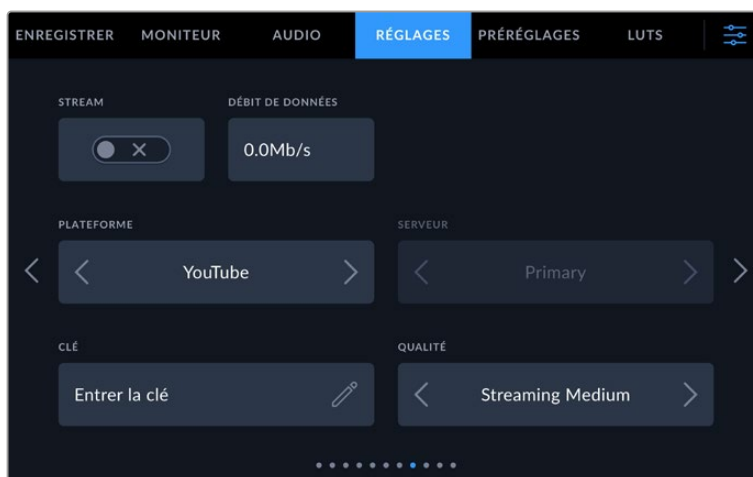 ENREGISTRER MONITEUR AUDIO RÉGLAGES PRÉRÉGLAGES LUTS
STREAM DÉBIT DE DONNÉES
0.0Mb/s
PLATEFORME SERVEUR
YouTube Primary
CLÉ QUALITÉ
Entrer la clé Streaming Medium